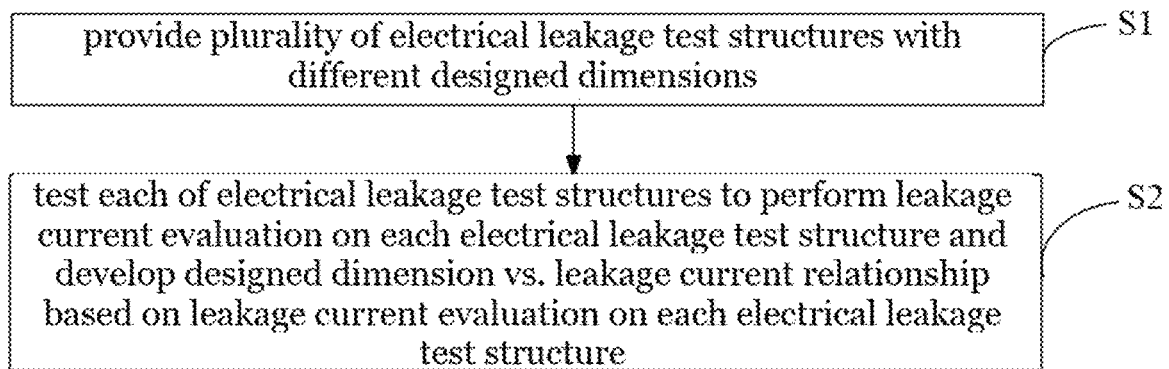 provide plurality of electrical leakage test structures with
different designed dimensions
S1
test each of electrical leakage test structures to perform leakage
current evaluation on each electrical leakage test structure and
develop designed dimension vs. leakage current relationship
based on leakage current evaluation on each electrical leakage
test structure
S2